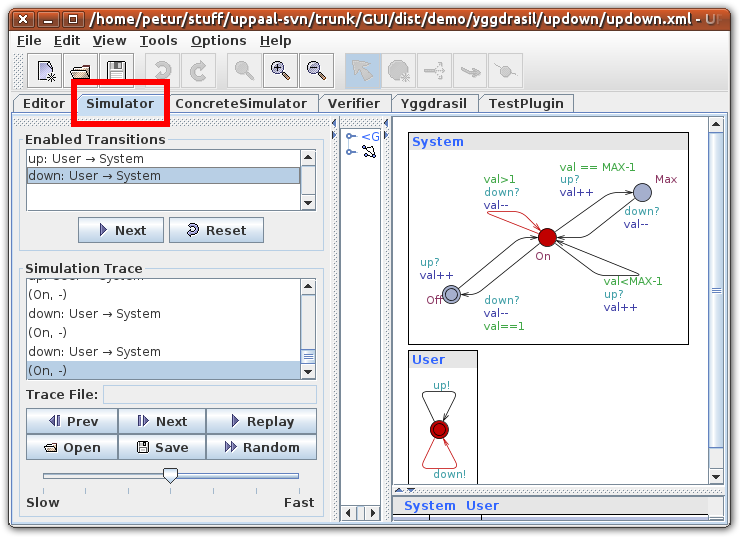 /home/petur/stuff/uppaal-svn/trunk/GUI/dist/demo/yggdrasil/updown/updown.xml - U
File Edit View Tools Options Help
Editor Simulator ConcreteSimulator Verifier Yggdrasil TestPlugin
Enabled Transitions
up: User → System
down: User → System
Next Reset
Simulation Trace
up: User → System
(On, -)
down: User → System
(On, -)
down: User → System
(On, -)
Trace File:
Prev Next Replay
Open Save Random
Slow Fast
<G
System
val>1
down?
val--
val == MAX-1
up?
val++
Max
down?
val--
On
up?
val++
Off
down?
val--
val==1
val<MAX-1
up?
val++
User
up!
down!
System User